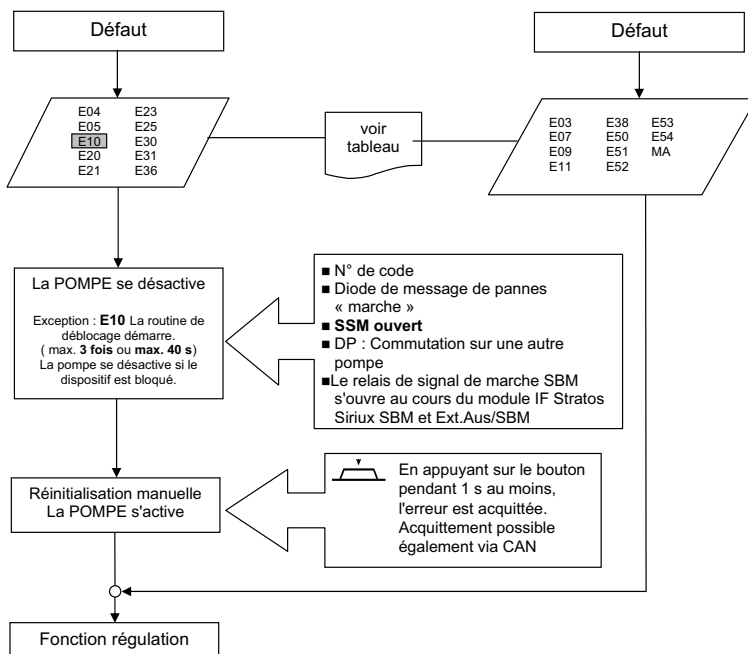 Défaut
Défaut
E04 E23
E05 E25
E10 E30
E20 E31
E21 E36
voir
tableau
E03 E38 E53
E07 E50 E54
E09 E51 MA
E11 E52
La POMPE se désactive
Exception : E10 La routine de
déblocage démarre.
( max. 3 fois ou max. 40 s)
La pompe se désactive si le
dispositif est bloqué.
■ N° de code
■ Diode de message de pannes
« marche »
■ SSM ouvert
■ DP : Commutation sur une autre
pompe
■Le relais de signal de marche SBM
s'ouvre au cours du module IF Stratos
Siriux SBM et Ext.Aus/SBM
Réinitialisation manuelle
La POMPE s'active
En appuyant sur le bouton
pendant 1 s au moins,
l'erreur est acquittée.
Acquittement possible
également via CAN
Fonction régulation